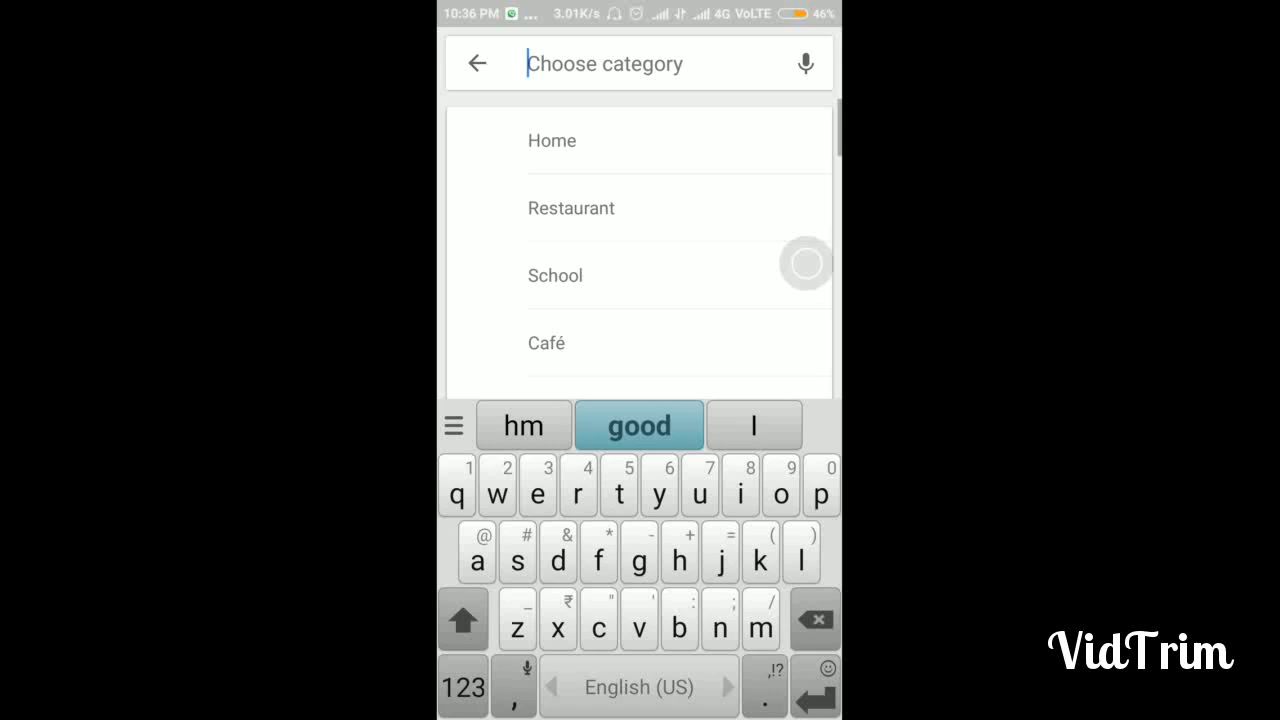 10:36 PM ... 3.01K/s 4G VoLTE 46%
Choose category
Home
Restaurant
School
Café
hm good I
1 2 3 4 5 6 7 8 9 0
q w e r t y u i o p
@ # & * - + = ( )
a s d f g h j k l
_ ₹ " ' : ; /
z x c v b n m
123 , English (US) ,!? .
VidTrim